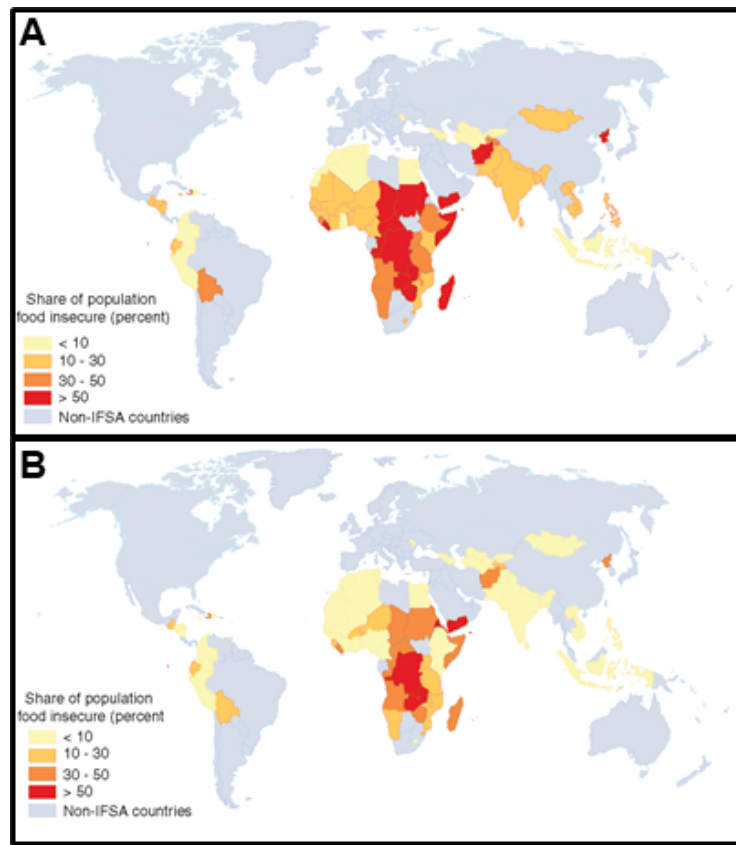 A
Share of population
food insecure (percent)
< 10
10 - 30
30 - 50
> 50
Non-IFSA countries
B
Share of population
food insecure (percent
< 10
10 - 30
30 - 50
> 50
Non-IFSA countries